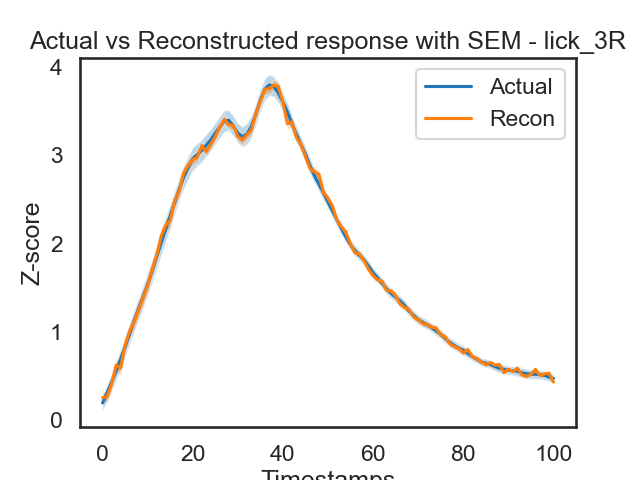 Actual vs Reconstructed response with SEM - lick_3R
4
3
2
1
0
Z-score
Actual
Recon
0 20 40 60 80 100
Timestamps